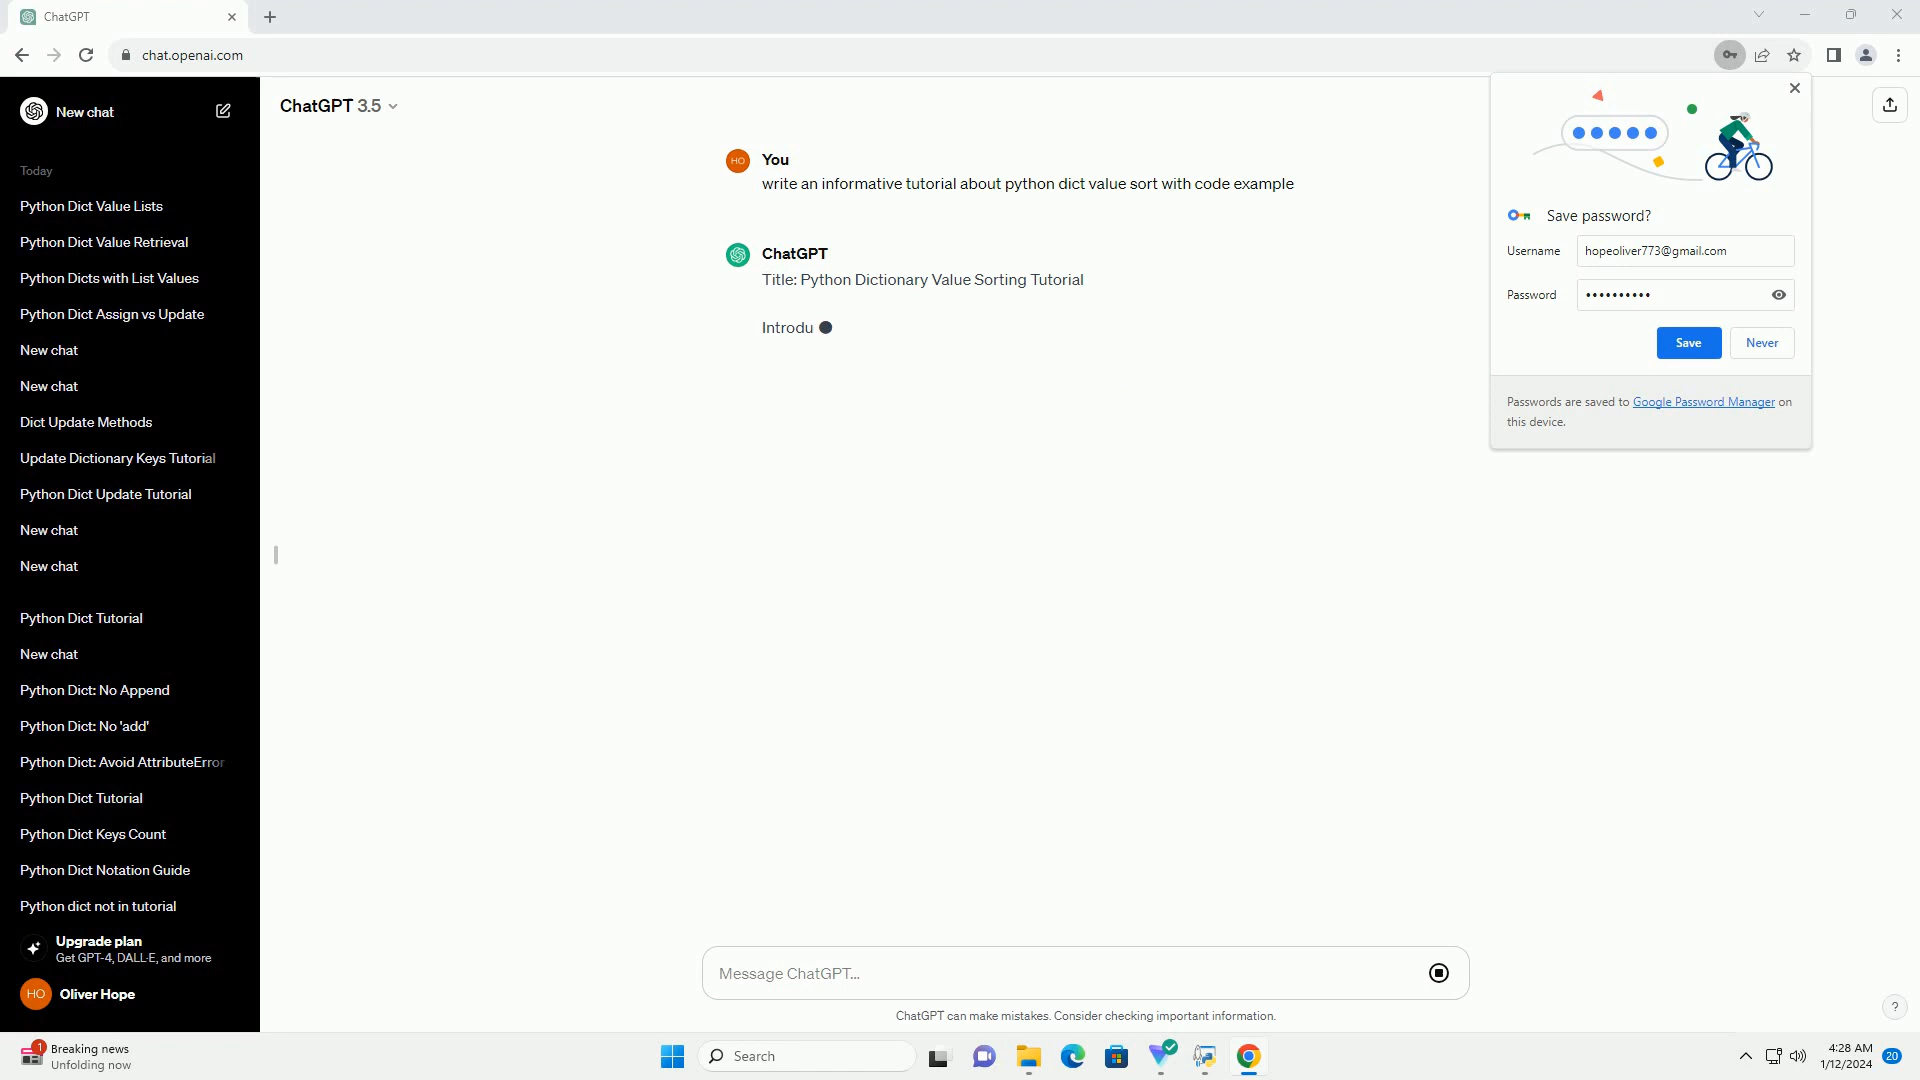 ChatGPT
chat.openai.com
New chat
Today
Python Dict Value Lists
Python Dict Value Retrieval
Python Dicts with List Values
Python Dict Assign vs Update
New chat
New chat
Dict Update Methods
Update Dictionary Keys Tutorial
Python Dict Update Tutorial
New chat
New chat
Python Dict Tutorial
New chat
Python Dict: No Append
Python Dict: No 'add'
Python Dict: Avoid AttributeError
Python Dict Tutorial
Python Dict Keys Count
Python Dict Notation Guide
Python dict not in tutorial
Upgrade plan
Get GPT-4, DALL·E, and more
HO Oliver Hope
ChatGPT 3.5
HO You
write an informative tutorial about python dict value sort with code example
ChatGPT
Title: Python Dictionary Value Sorting Tutorial
Introdu
Message ChatGPT...
ChatGPT can make mistakes. Consider checking important information.
?
Save password?
Username hopeoliver773@gmail.com
Password ••••••••••
Save Never
Passwords are saved to Google Password Manager on
this device.
1 Breaking news
Unfolding now
Search
4:28 AM
1/12/2024
20